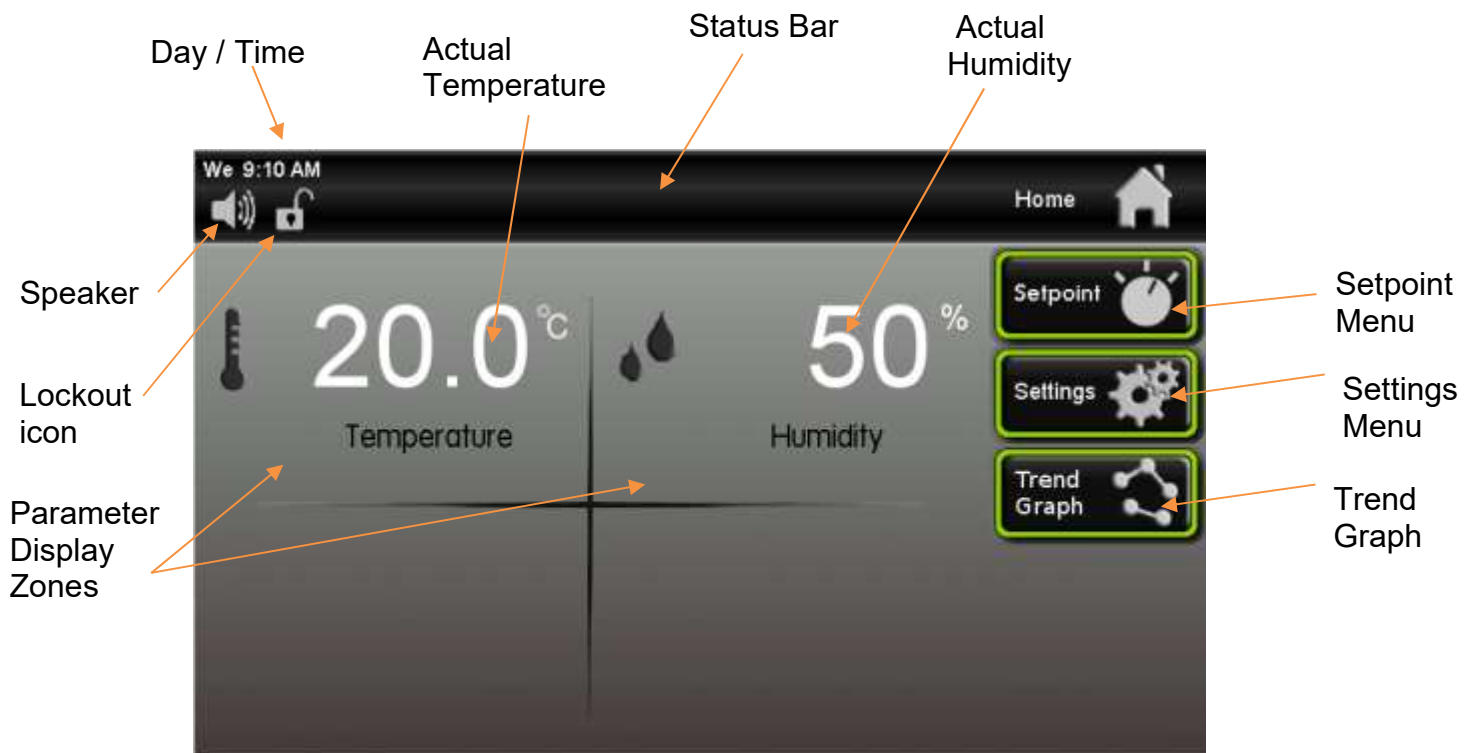 Status Bar
Actual
Humidity
Day / Time
Actual
Temperature
We 9:10 AM
Home
Speaker
Setpoint
Setpoint
Menu
20.0 °C
50 %
Lockout
icon
Settings
Settings
Menu
Temperature
Humidity
Trend
Graph
Trend
Graph
Parameter
Display
Zones